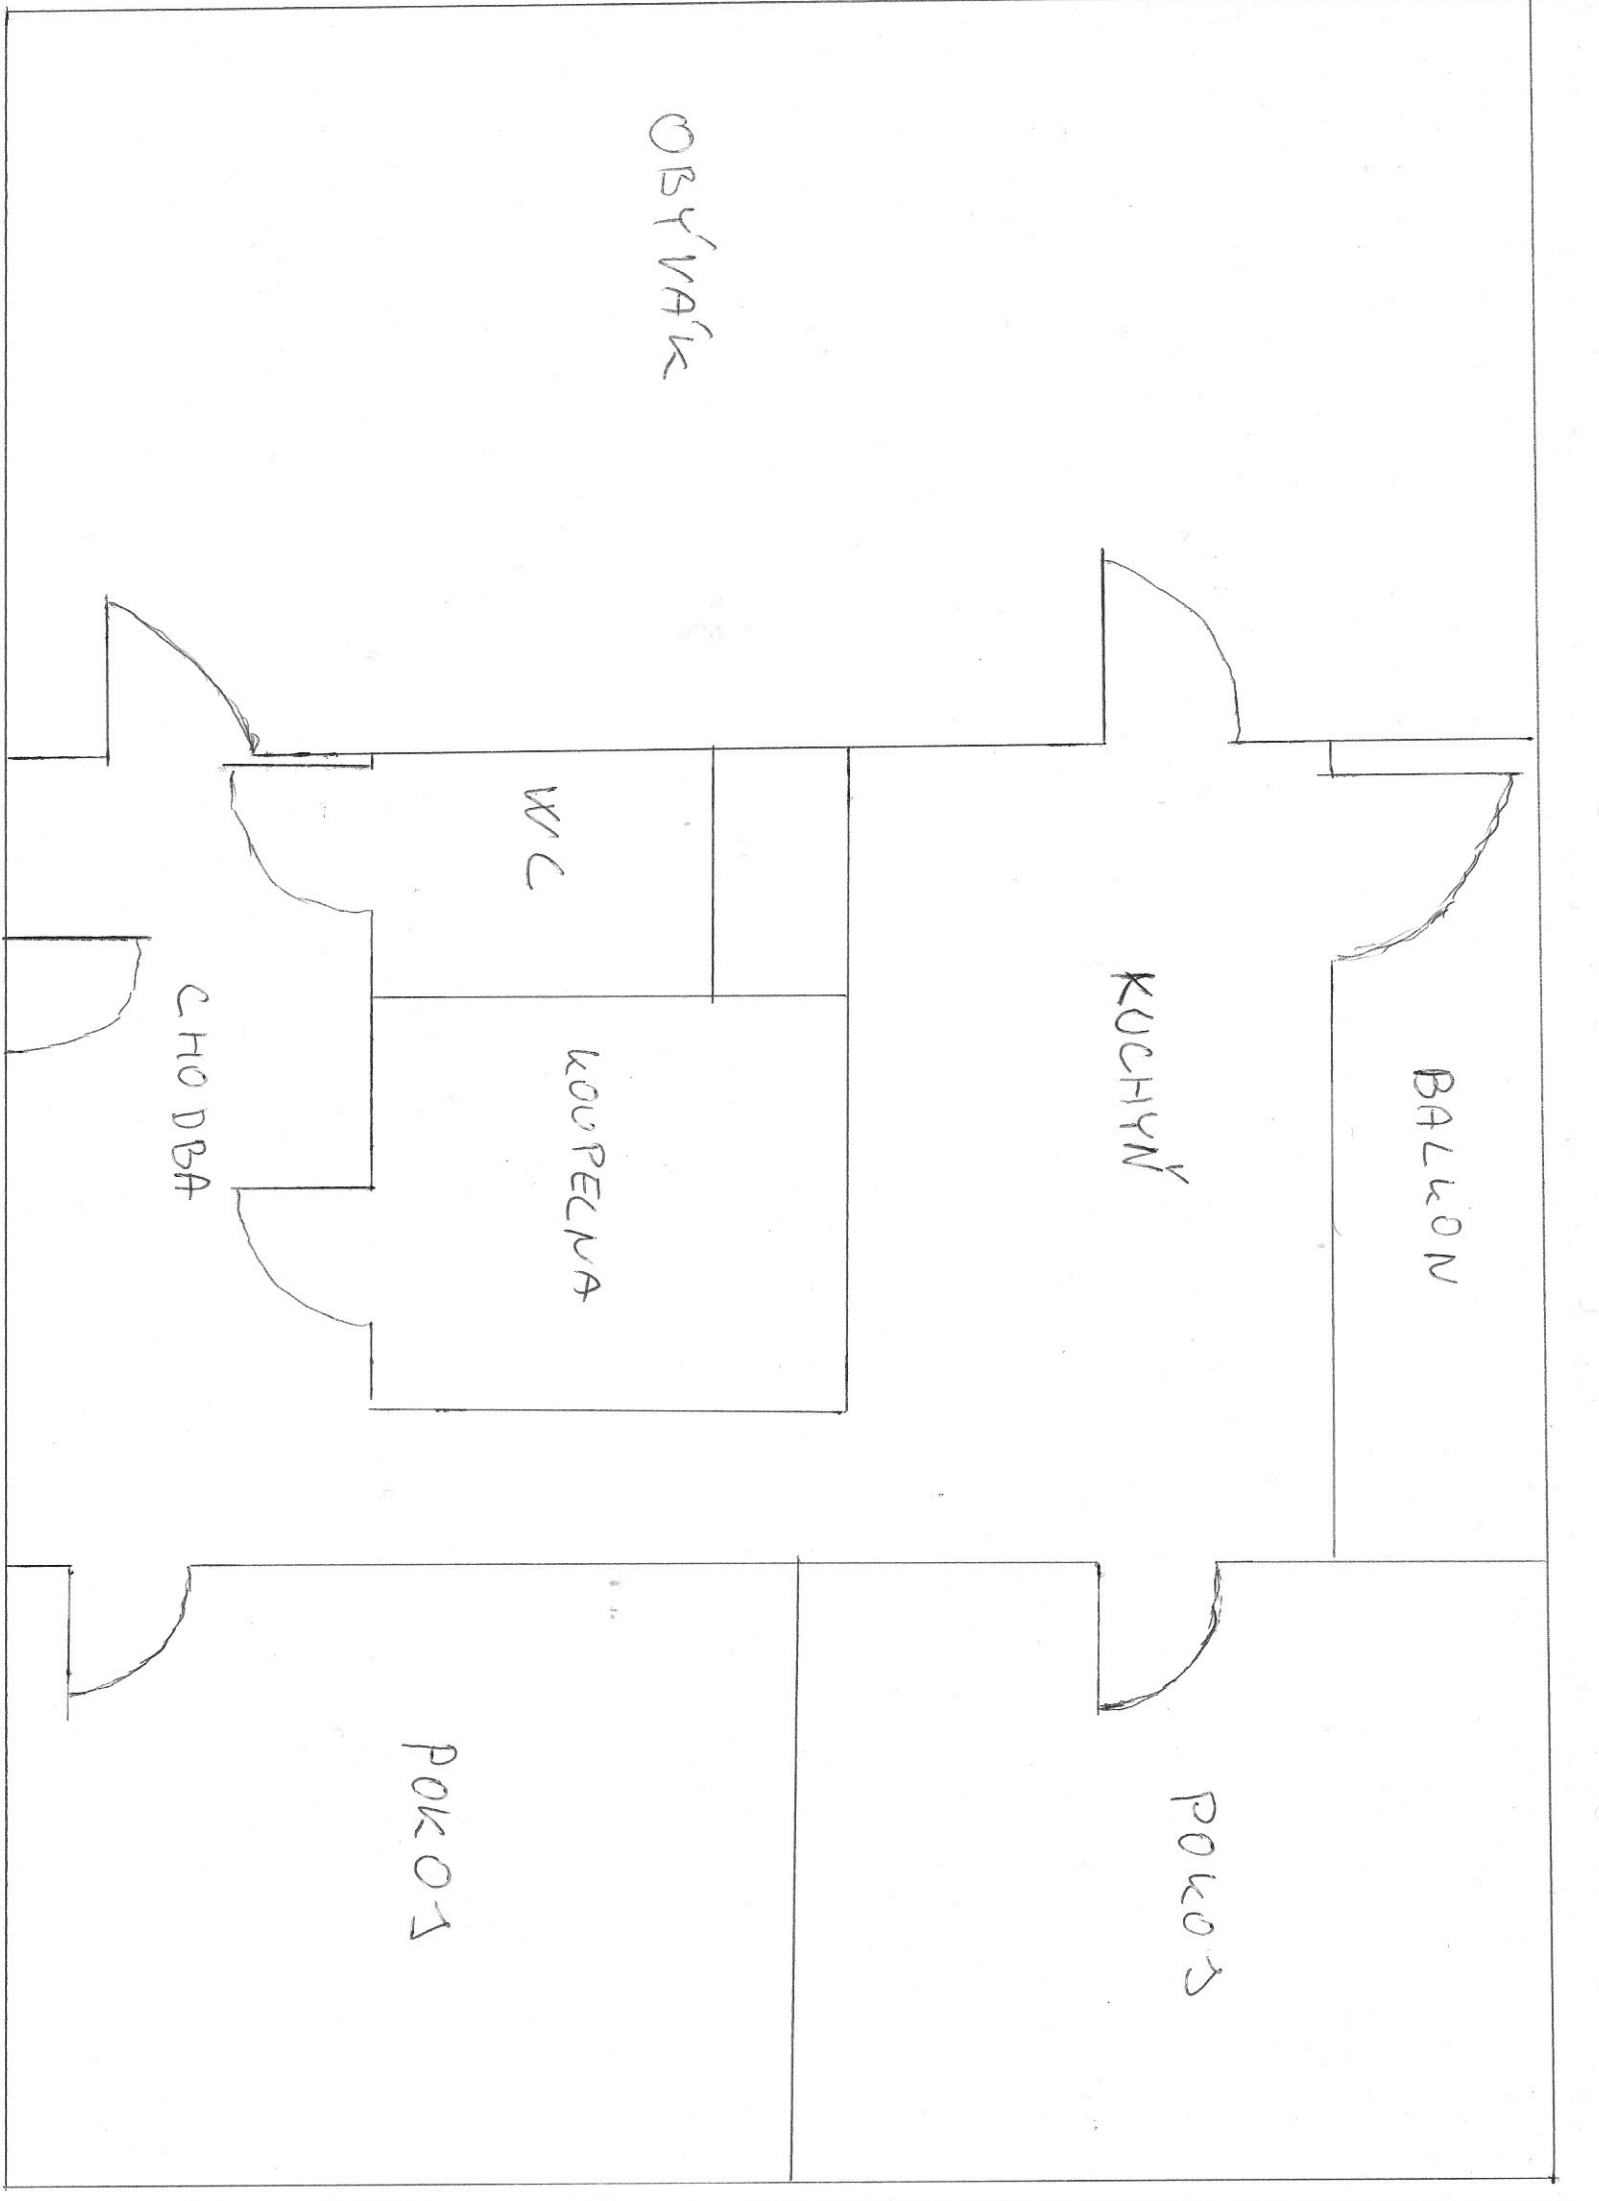 OBÝVÁK
WC
KUCHYŇ
BALKON
CHODBA
KOUPELNA
POKOJ
POKOJ